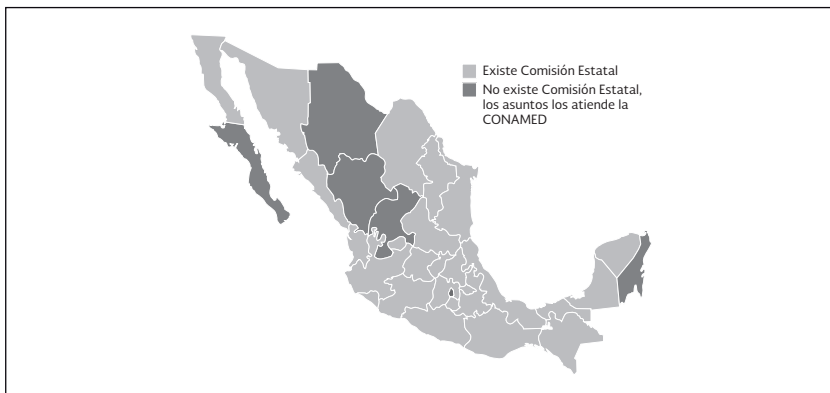 Existe Comisión Estatal
No existe Comisión Estatal,
los asuntos los atiende la
CONAMED